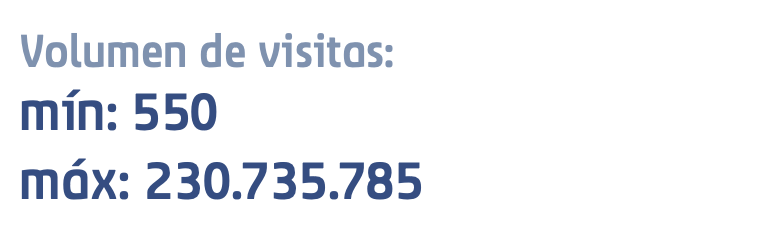 Volumen de visitas:
mín: 550
máx: 230.735.785